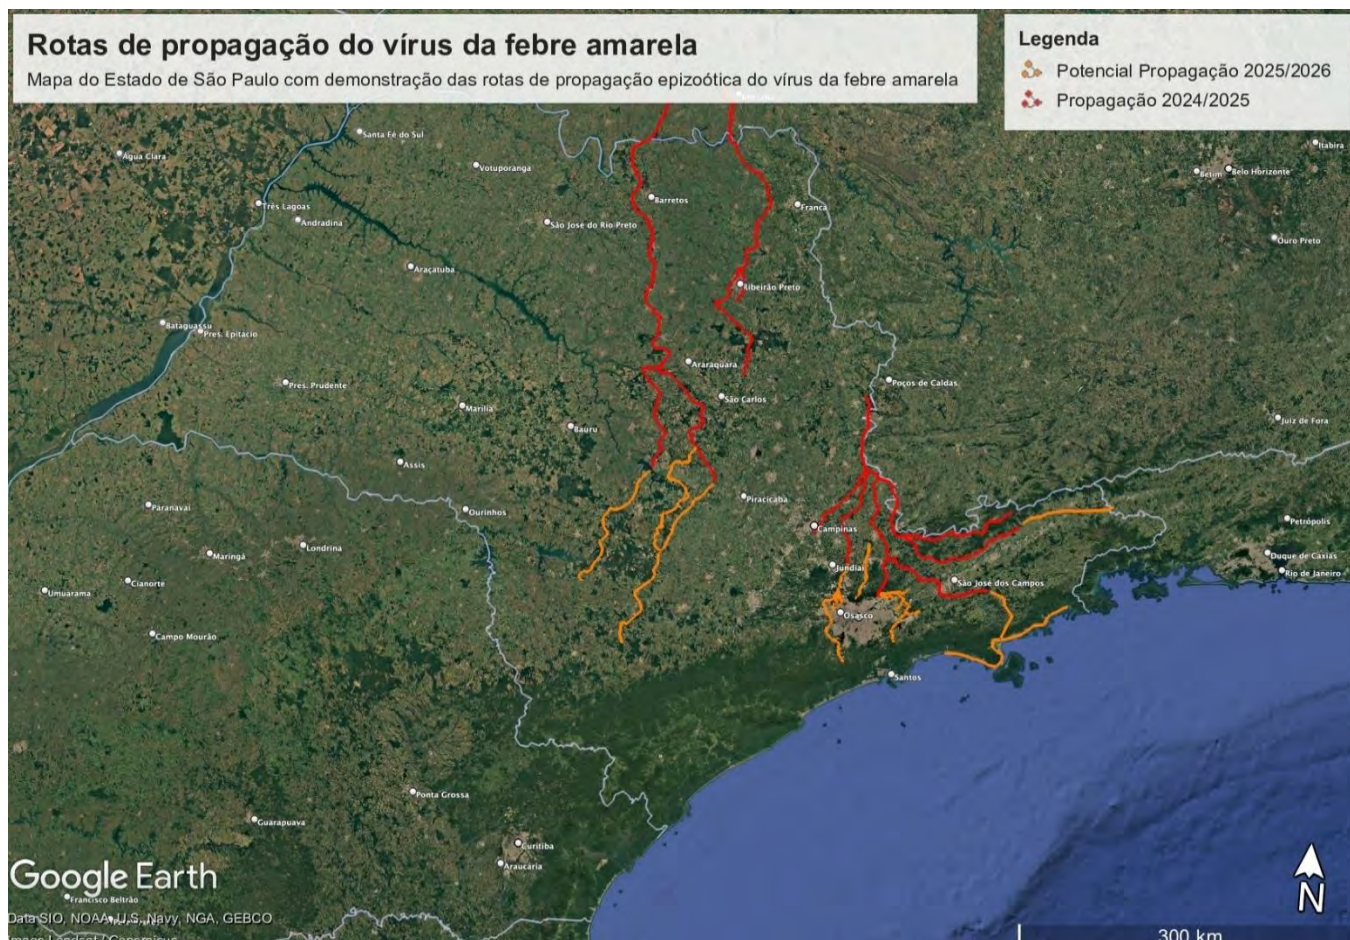 Rotas de propagação do vírus da febre amarela
Mapa do Estado de São Paulo com demonstração das rotas de propagação epizoótica do vírus da febre amarela
Legenda
Potencial Propagação 2025/2026
Propagação 2024/2025
Santa Fé do Sul
Itabira
Água Clara
Votuporanga
Betim
Belo Horizonte
Três Lagoas
Barretos
Franca
Andradina
São José do Rio Preto
Ouro Preto
Araçatuba
Ribeirão Preto
Bataguassu
Pres. Epitácio
Araraquara
Pres. Prudente
Poços de Caldas
São Carlos
Marília
Bauru
Juiz de Fora
Assis
Piracicaba
Paranavaí
Ourinhos
Campinas
Petrópolis
Londrina
Maringá
Duque de Caxias
Jundiaí
Rio de Janeiro
Cianorte
São José dos Campos
Umuarama
Osasco
Campo Mourão
Santos
Ponta Grossa
Guarapuava
Curitiba
Araucária
Google Earth
Francisco Beltrão
Data SIO, NOAA, U.S. Navy, NGA, GEBCO
Image Landsat / Copernicus
N
300 km